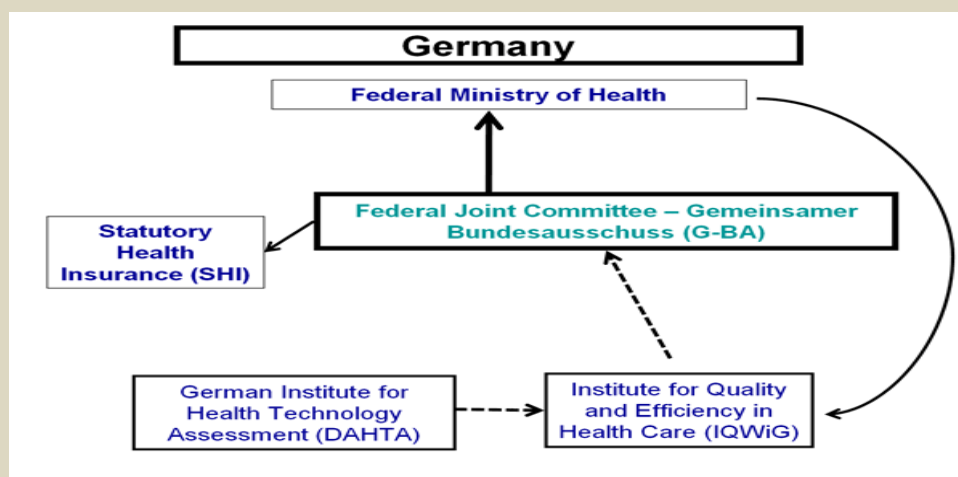 Germany
Federal Ministry of Health
Federal Joint Committee – Gemeinsamer
Bundesausschuss (G-BA)
Statutory
Health
Insurance (SHI)
German Institute for
Health Technology
Assessment (DAHTA)
Institute for Quality
and Efficiency in
Health Care (IQWiG)